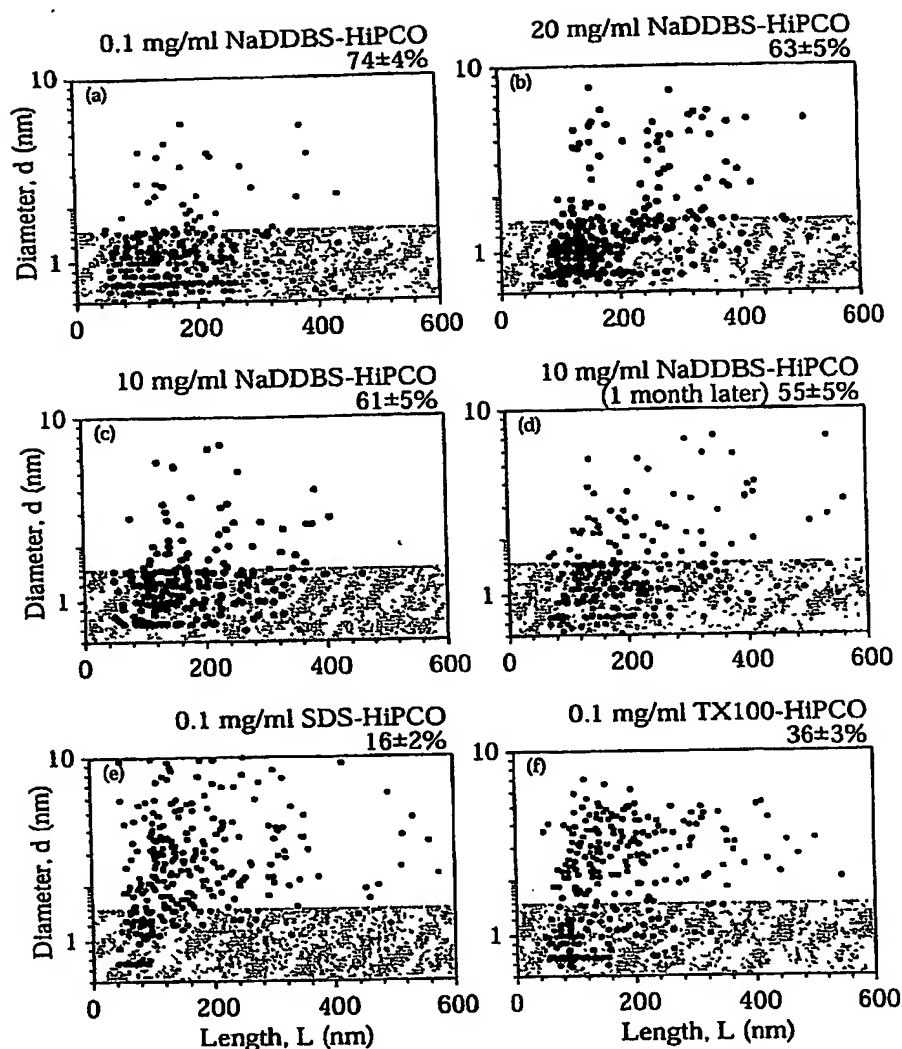 0.1 mg/ml NaDDBS-HiPCO
74±4%
10
(a)
1
Diameter, d (nm)
0 200 400 600
20 mg/ml NaDDBS-HiPCO
63±5%
10
(b)
1
0 200 400 600
10 mg/ml NaDDBS-HiPCO
61±5%
10
(c)
1
Diameter, d (nm)
0 200 400 600
10 mg/ml NaDDBS-HiPCO
(1 month later) 55±5%
10
(d)
1
0 200 400 600
0.1 mg/ml SDS-HiPCO
16±2%
10
(e)
1
Diameter, d (nm)
0 200 400 600
Length, L (nm)
0.1 mg/ml TX100-HiPCO
36±3%
10
(f)
1
0 200 400 600
Length, L (nm)